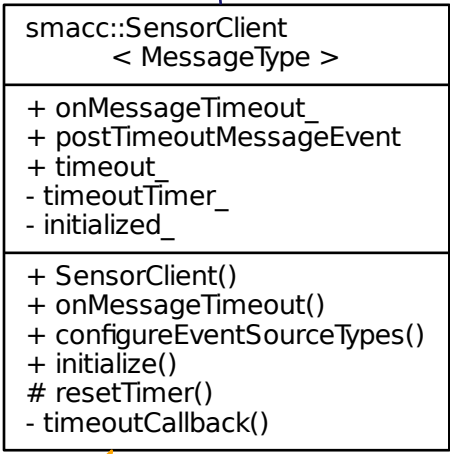 smacc::SensorClient
< MessageType >
+ onMessageTimeout_
+ postTimeoutMessageEvent
+ timeout_
- timeoutTimer_
- initialized_
+ SensorClient()
+ onMessageTimeout()
+ configureEventSourceTypes()
+ initialize()
# resetTimer()
- timeoutCallback()